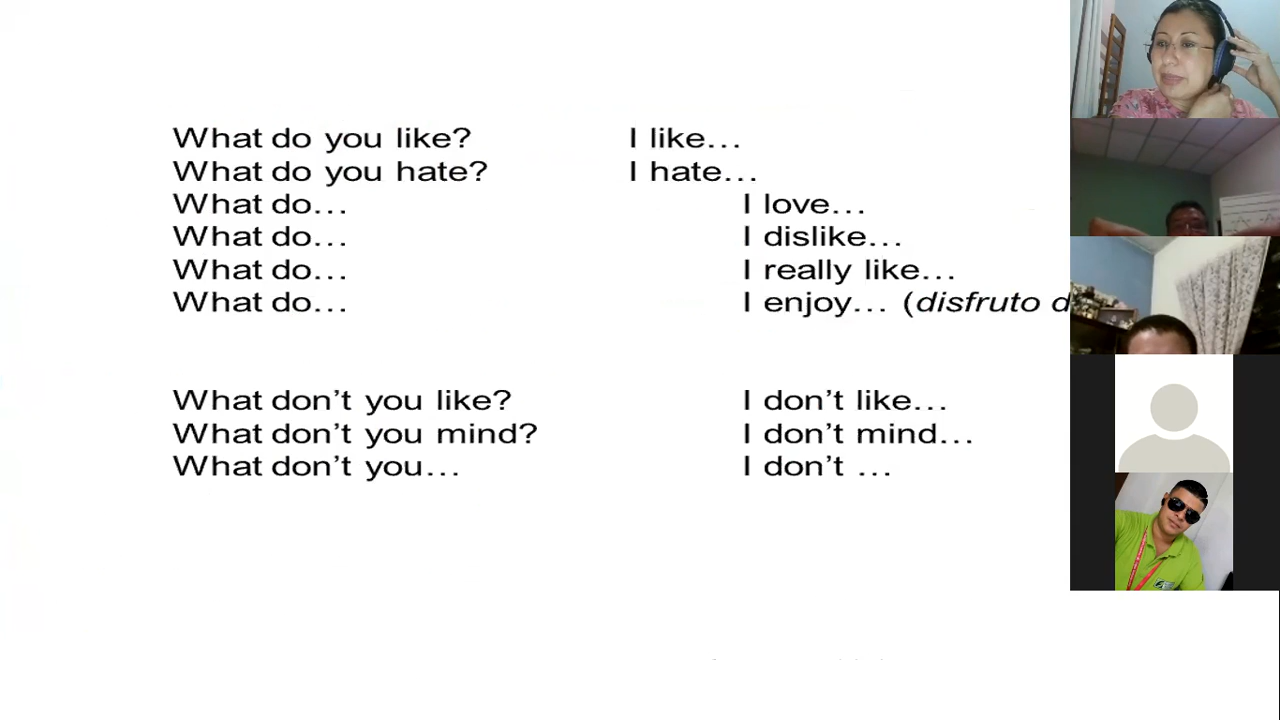 What do you like? I like…
What do you hate? I hate…
What do… I love…
What do… I dislike…
What do… I really like…
What do… I enjoy… (disfruto d
What don’t you like? I don’t like…
What don’t you mind? I don’t mind…
What don’t you… I don’t …